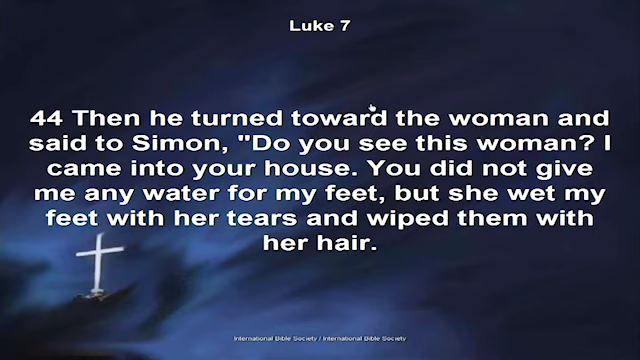 Luke 7
44 Then he turned toward the woman and
said to Simon, "Do you see this woman? I
came into your house. You did not give
me any water for my feet, but she wet my
feet with her tears and wiped them with
her hair.
International Bible Society / International Bible Society